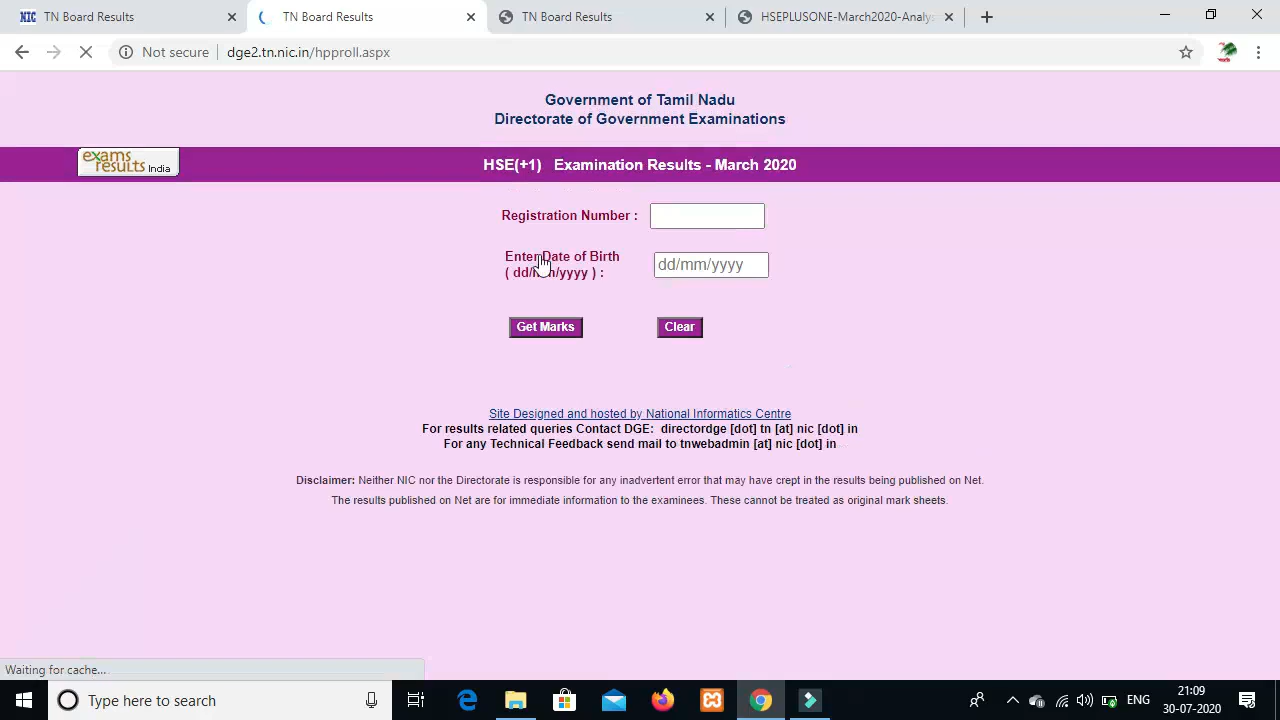 NIC TN Board Results
TN Board Results
TN Board Results
HSEPLUSONE-March2020-Analys
Not secure dge2.tn.nic.in/hpproll.aspx
Government of Tamil Nadu
Directorate of Government Examinations
exams results India
HSE(+1) Examination Results - March 2020
Registration Number :
Enter Date of Birth
( dd/mm/yyyy ) :
dd/mm/yyyy
Get Marks Clear
Site Designed and hosted by National Informatics Centre
For results related queries Contact DGE: directordge [dot] tn [at] nic [dot] in
For any Technical Feedback send mail to tnwebadmin [at] nic [dot] in
Disclaimer: Neither NIC nor the Directorate is responsible for any inadvertent error that may have crept in the results being published on Net.
The results published on Net are for immediate information to the examinees. These cannot be treated as original mark sheets.
Waiting for cache...
Type here to search
ENG
21:09
30-07-2020